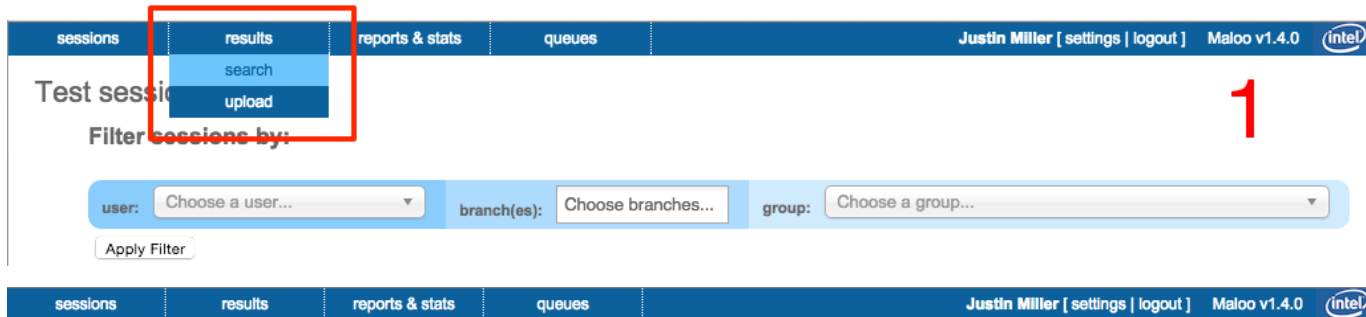 sessions results reports & stats queues Justin Miller [ settings | logout ] Maloo v1.4.0 intel
search
Test sessi
upload
1
Filter sessions by:
user: Choose a user... branch(es): Choose branches... group: Choose a group...
Apply Filter
sessions results reports & stats queues Justin Miller [ settings | logout ] Maloo v1.4.0 intel